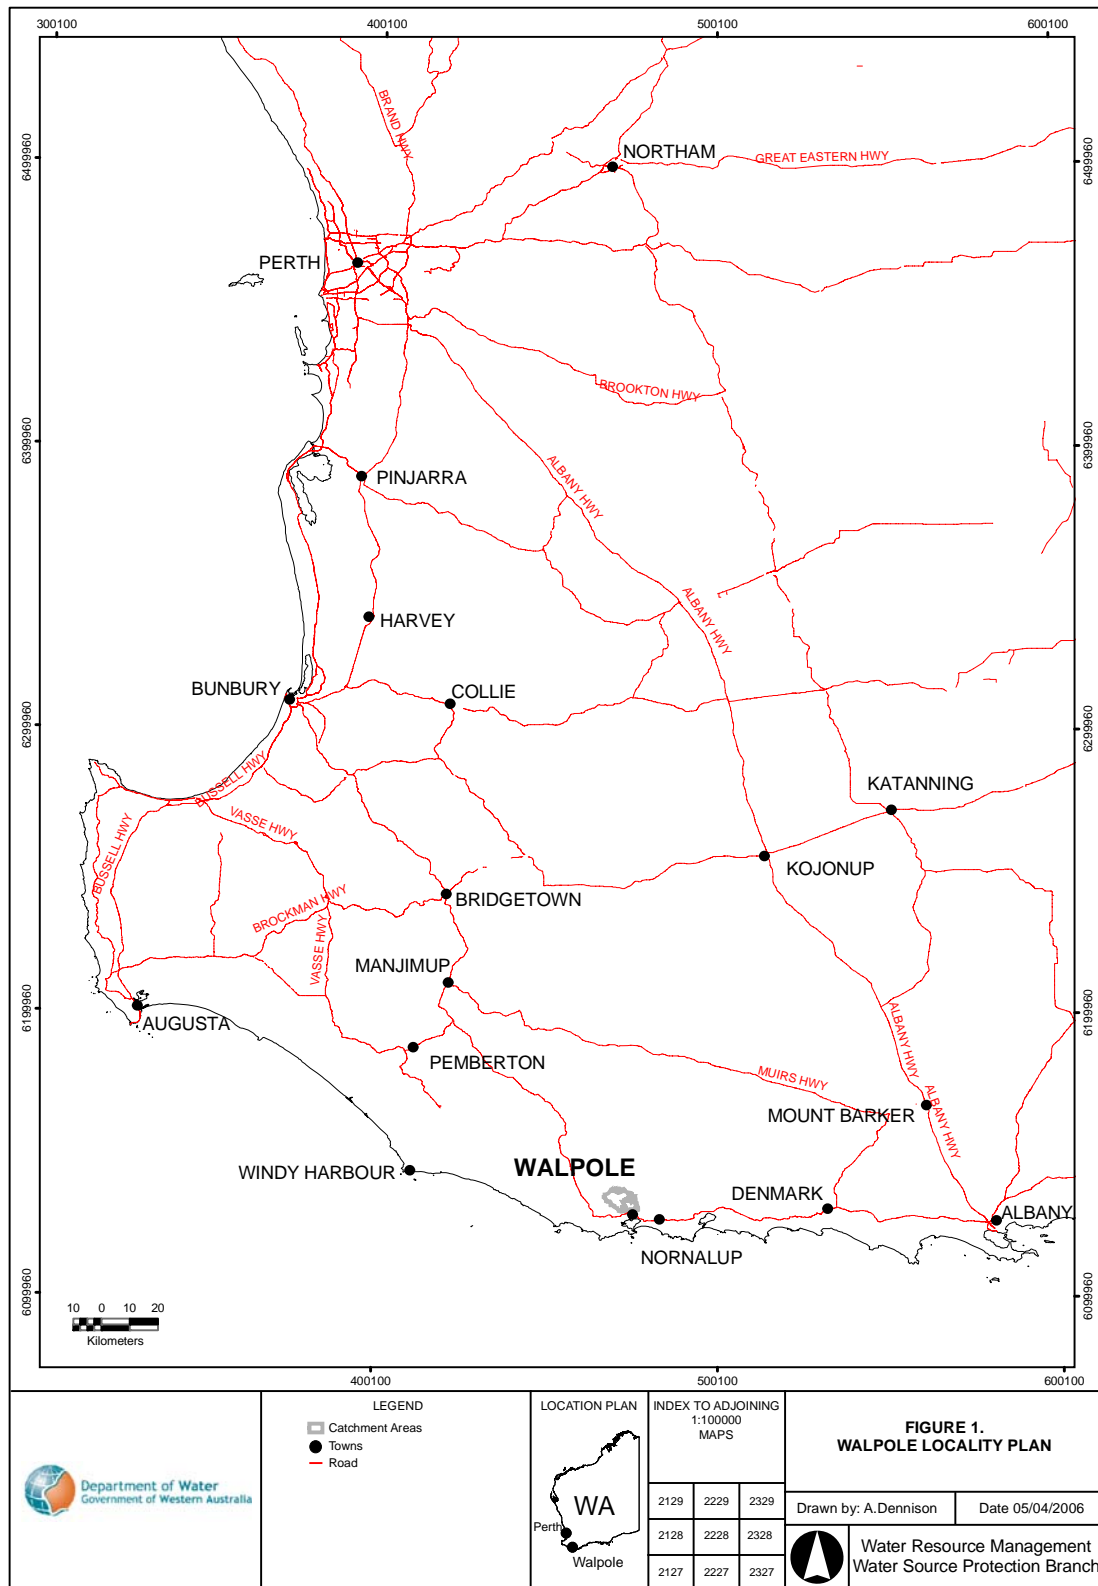 300100 400100 500100 600100
6499960 6499960
BRAND HWY
NORTHAM
GREAT EASTERN HWY
PERTH
BROOKTON HWY
6399960 6399960
ALBANY HWY
PINJARRA
ALBANY HWY
HARVEY
BUNBURY
COLLIE
6299960 6299960
BUSSELL HWY
KATANNING
VASSE HWY
BUSSELL HWY
KOJONUP
BROCKMAN HWY
BRIDGETOWN
VASSE HWY
MANJIMUP
6199960 6199960
AUGUSTA
ALBANY HWY
PEMBERTON
MUIRS HWY
MOUNT BARKER
ALBANY HWY
WINDY HARBOUR
WALPOLE
DENMARK
ALBANY
NORNALUP
6099960 6099960
10 0 10 20
Kilometers
400100 500100 600100
LEGEND
Catchment Areas
Towns
Road
LOCATION PLAN
WA
Perth
Walpole
INDEX TO ADJOINING
1:100000
MAPS
2129 2229 2329
2128 2228 2328
2127 2227 2327
FIGURE 1.
WALPOLE LOCALITY PLAN
Drawn by: A.Dennison Date 05/04/2006
Water Resource Management
Water Source Protection Branch
Department of Water
Government of Western Australia